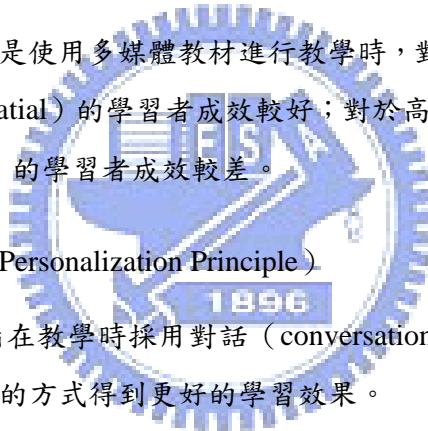 是使用多媒體教材進行教學時，對
atial）的學習者成效較好；對於高
的學習者成效較差。
Personalization Principle）
在教學時採用對話（conversation
的方式得到更好的學習效果。
ESA
1896